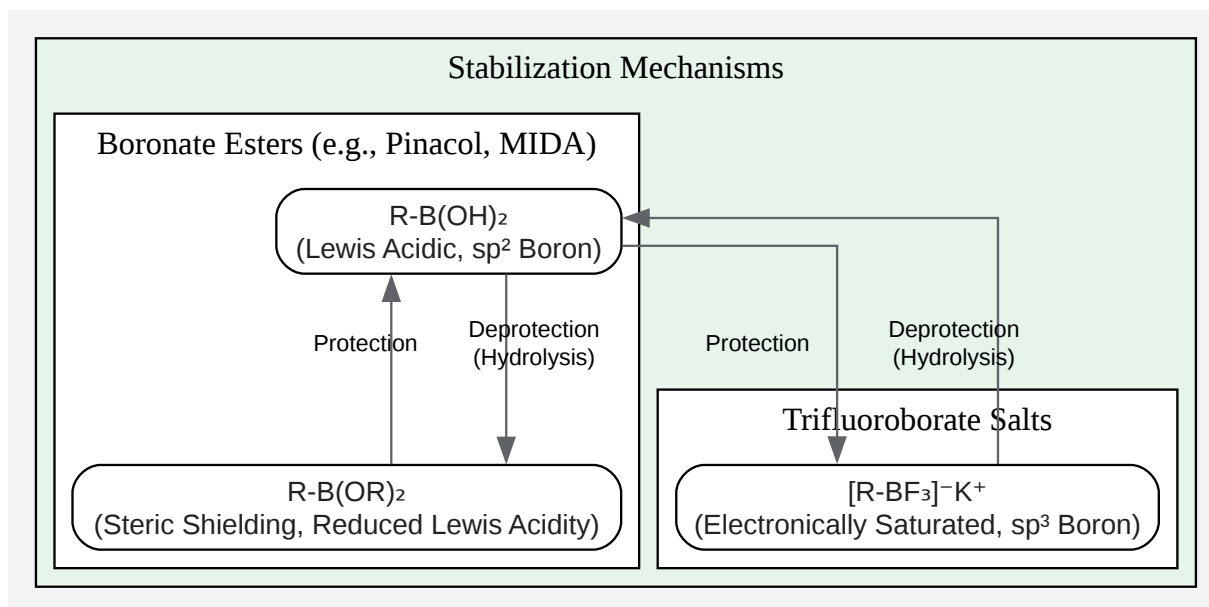 Stabilization Mechanisms
Boronate Esters (e.g., Pinacol, MIDA)
R-B(OH)₂
(Lewis Acidic, sp² Boron)
Protection
Deprotection
(Hydrolysis)
Protection
Deprotection
(Hydrolysis)
Trifluoroborate Salts
R-B(OR)₂
(Steric Shielding, Reduced Lewis Acidity)
[R-BF₃]⁻K⁺
(Electronically Saturated, sp³ Boron)